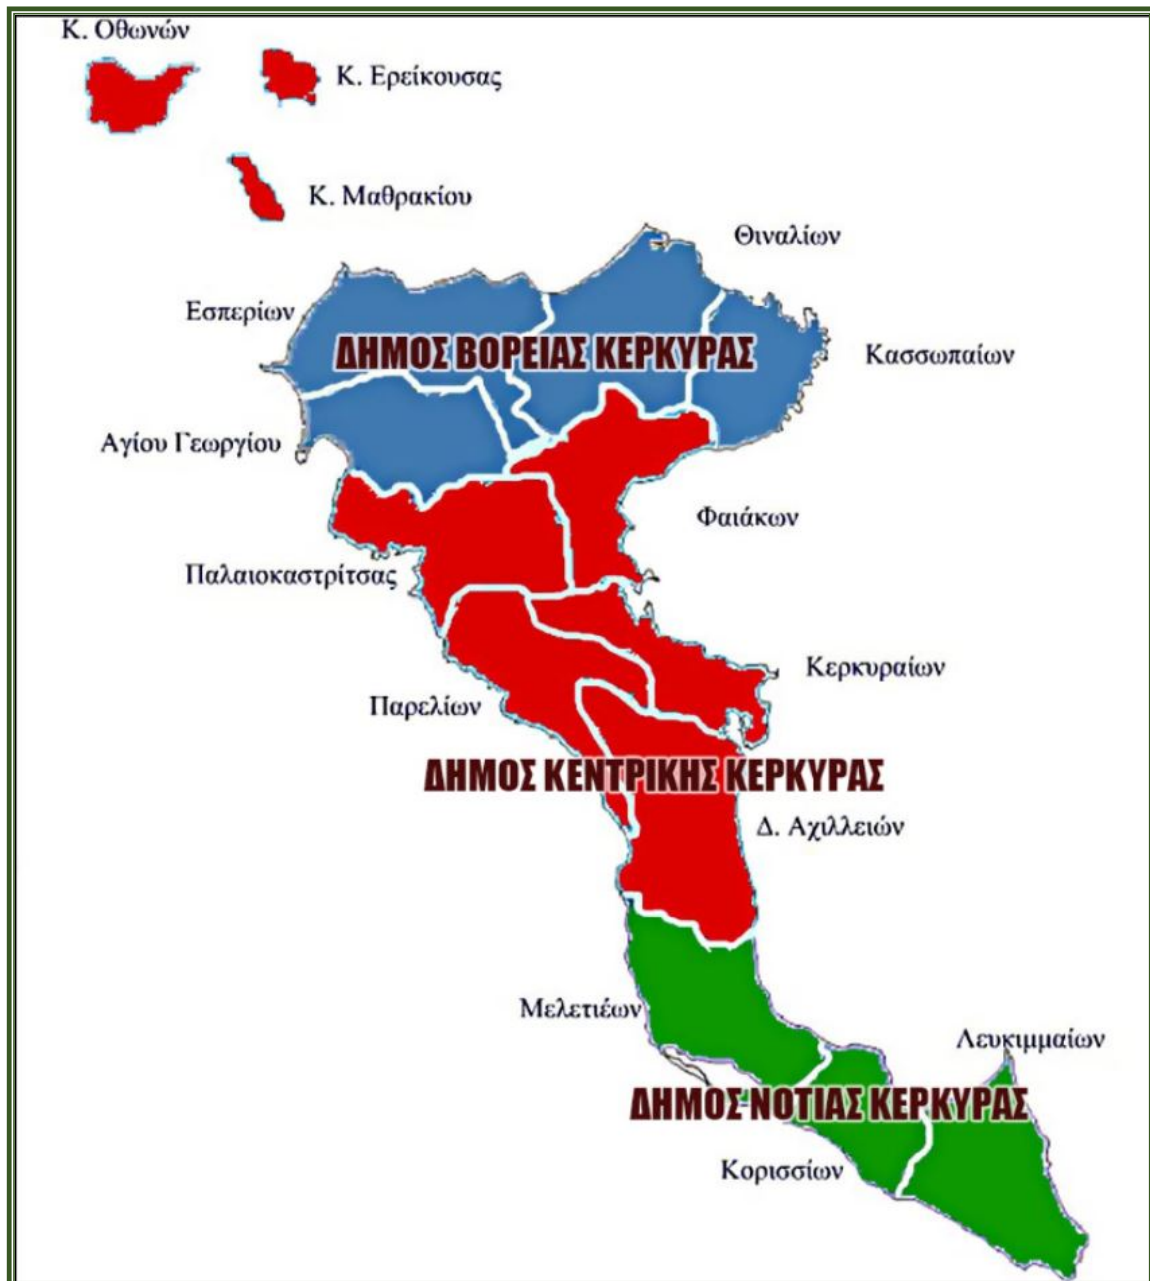 Κ. Οθωνών
Κ. Ερείκουσας
Κ. Μαθρακίου
Θιναλίων
Εσπερίων
ΔΗΜΟΣ ΒΟΡΕΙΑΣ ΚΕΡΚΥΡΑΣ
Κασσωπαίων
Αγίου Γεωργίου
Φαιάκων
Παλαιοκαστρίτσας
Κερκυραίων
Παρελίων
ΔΗΜΟΣ ΚΕΝΤΡΙΚΗΣ ΚΕΡΚΥΡΑΣ
Δ. Αχιλλειών
Μελετιέων
Λευκιμμαίων
ΔΗΜΟΣ ΝΟΤΙΑΣ ΚΕΡΚΥΡΑΣ
Κορισσίων